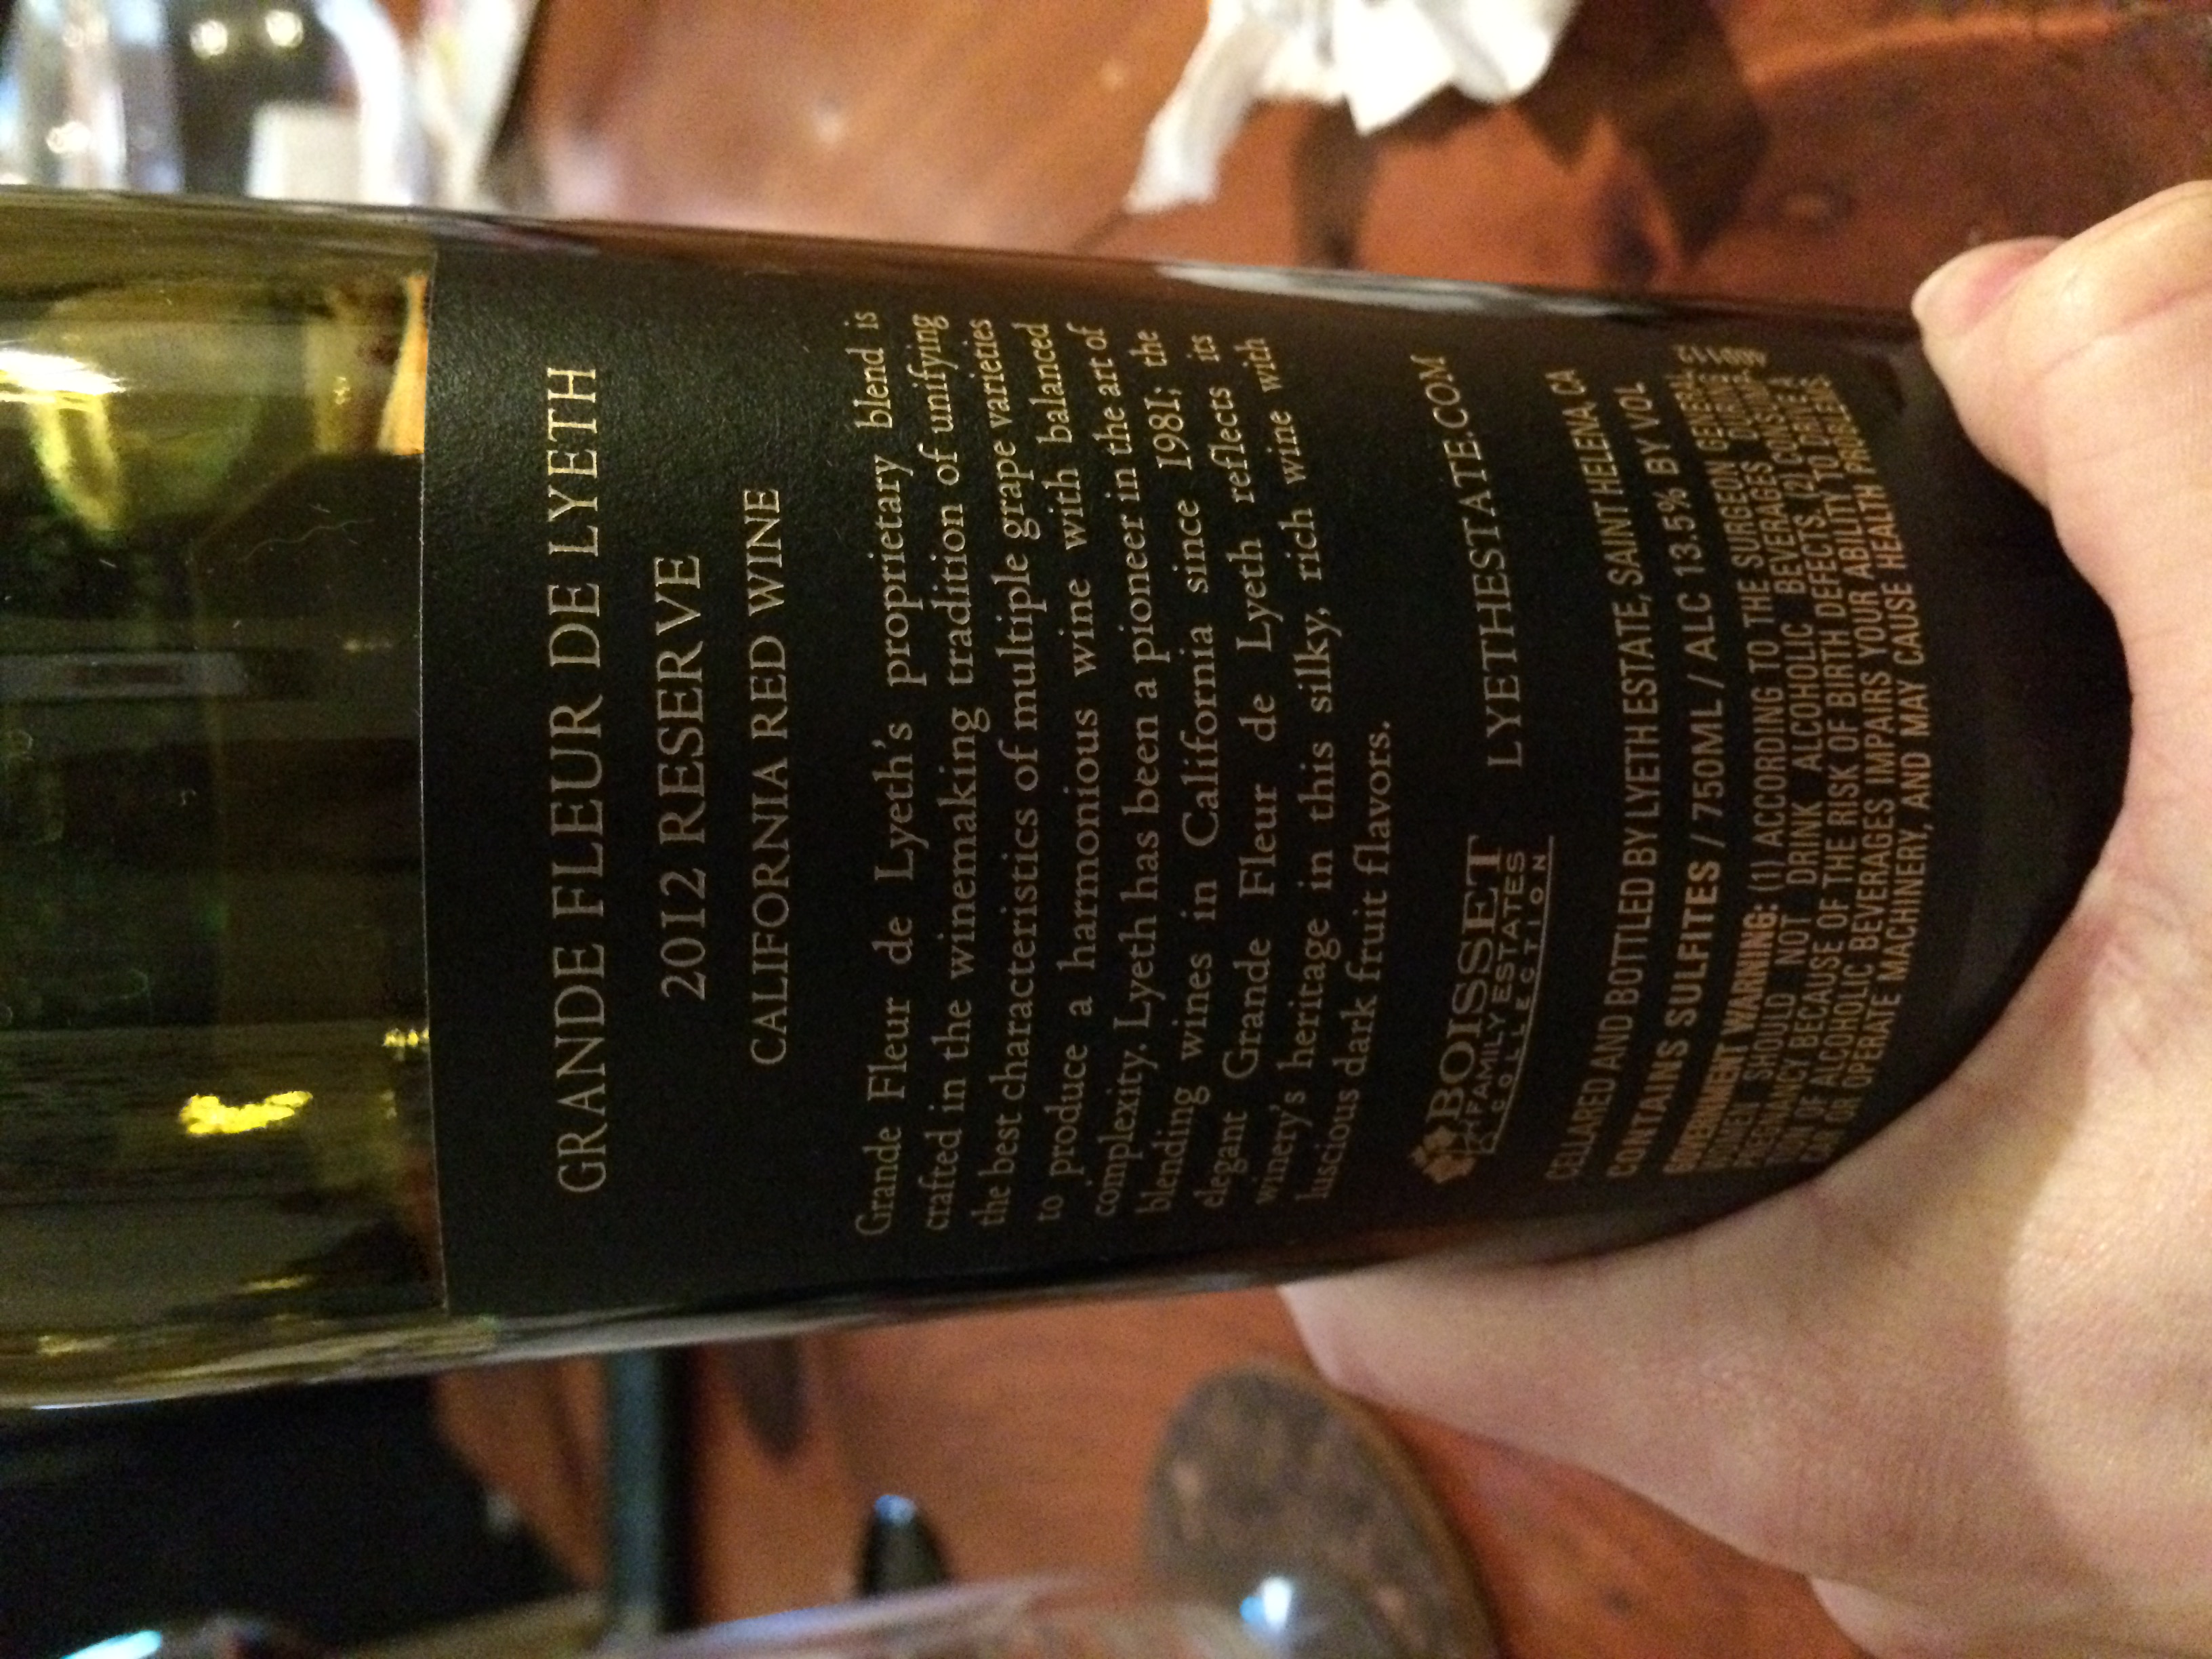 GRANDE FLEUR DE LYETH
2012 RESERVE
CALIFORNIA RED WINE
Grande Fleur de Lyeth's proprietary blend is
crafted in the winemaking tradition of unifying
the best characteristics of multiple grape varieties
to produce a harmonious wine with balanced
complexity. Lyeth has been a pioneer in the art of
blending wines in California since 1981; the
elegant Grande Fleur de Lyeth reflects its
winery's heritage in this silky, rich wine with
luscious dark fruit flavors.
BOISSET
FAMILY ESTATES
COLLECTION
LYETHESTATE.COM
CELLARED AND BOTTLED BY LYETH ESTATE, SAINT HELENA, CA
CONTAINS SULFITES / 750ML / ALC 13.5% BY VOL
GOVERNMENT WARNING: (1) ACCORDING TO THE SURGEON GENERAL,
WOMEN SHOULD NOT DRINK ALCOHOLIC BEVERAGES DURING
PREGNANCY BECAUSE OF THE RISK OF BIRTH DEFECTS. (2) CONSUMP-
TION OF ALCOHOLIC BEVERAGES IMPAIRS YOUR ABILITY TO DRIVE A
CAR OR OPERATE MACHINERY, AND MAY CAUSE HEALTH PROBLEMS.